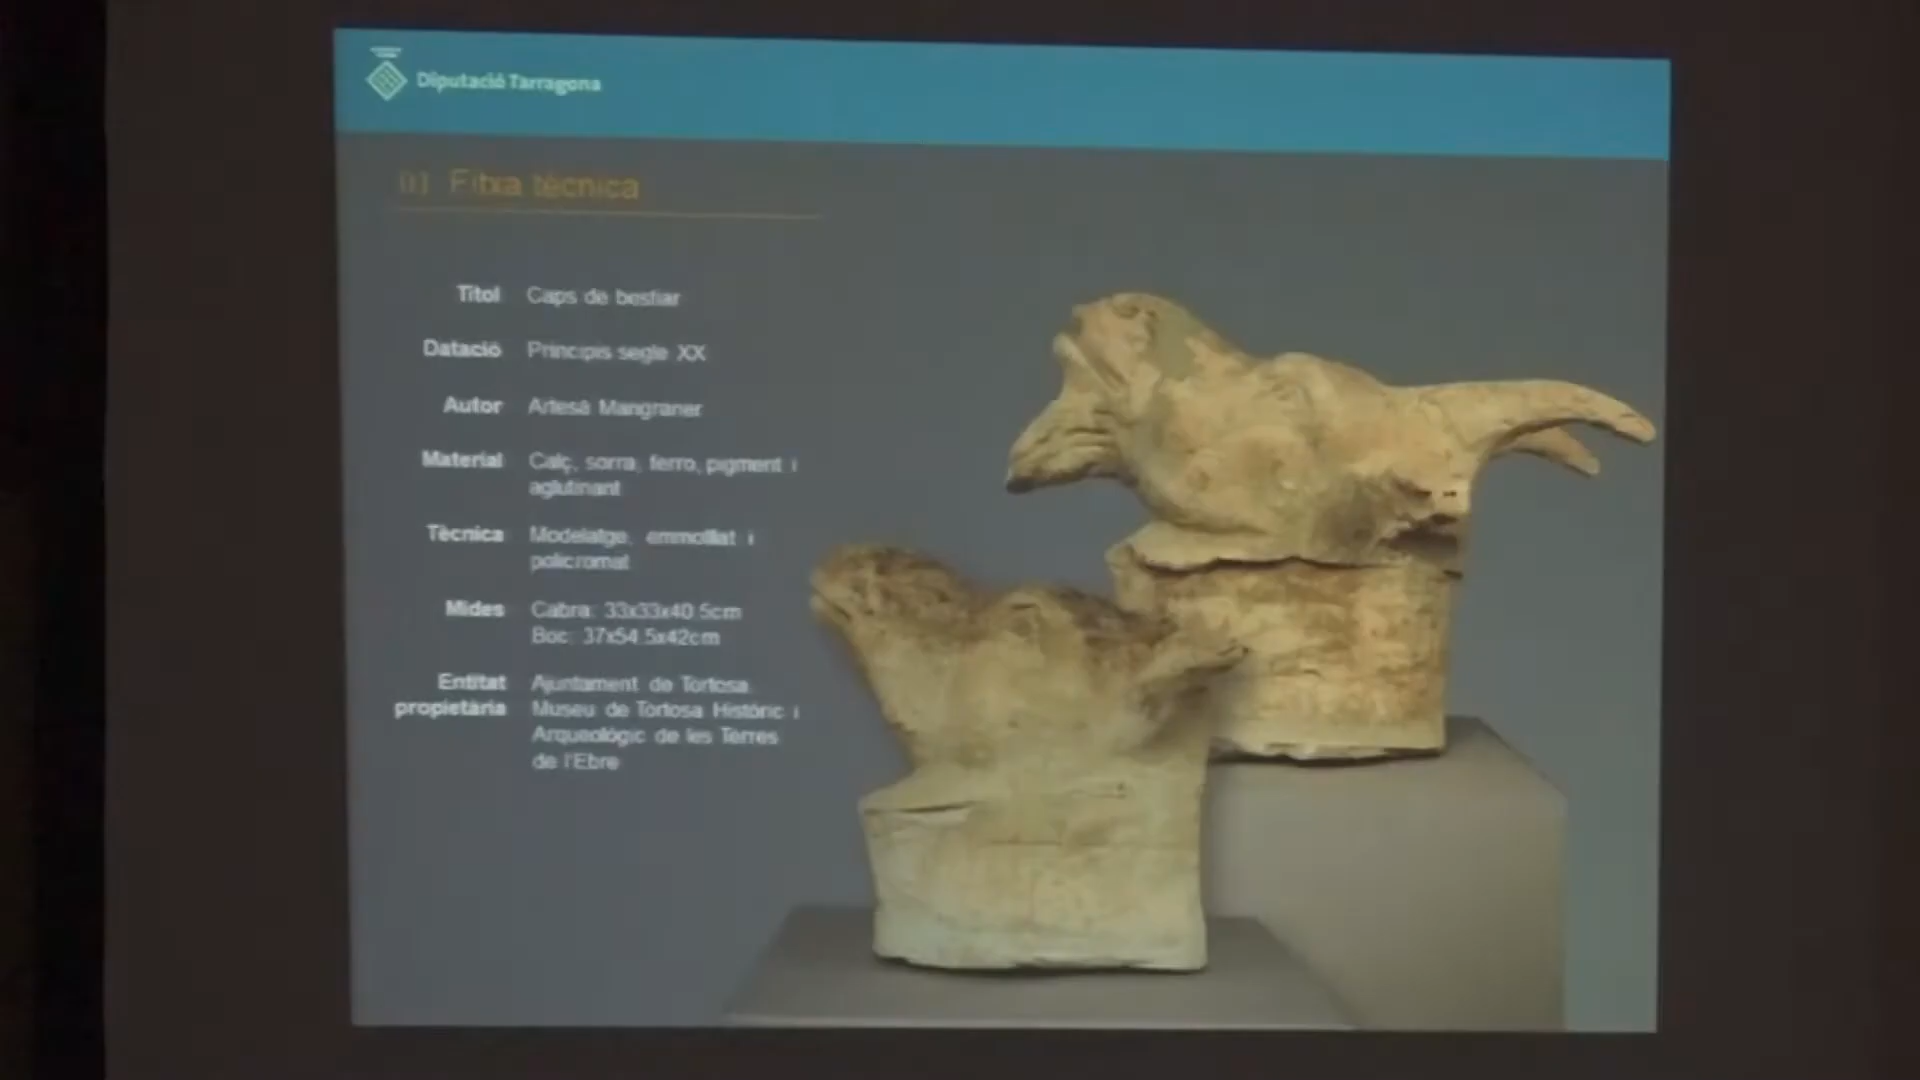 Diputació Tarragona
01 Fitxa tècnica
Títol Caps de bestiar
Datació Principis segle XX
Autor Artesà Mangraner
Material Calç, sorra, ferro, pigment i
aglutinant
Tècnica Modelatge, emmotllat i
policromat
Mides Cabra: 33x33x40.5cm
Boc: 37x54.5x42cm
Entitat Ajuntament de Tortosa.
propietària Museu de Tortosa Històric i
Arqueològic de les Terres
de l'Ebre